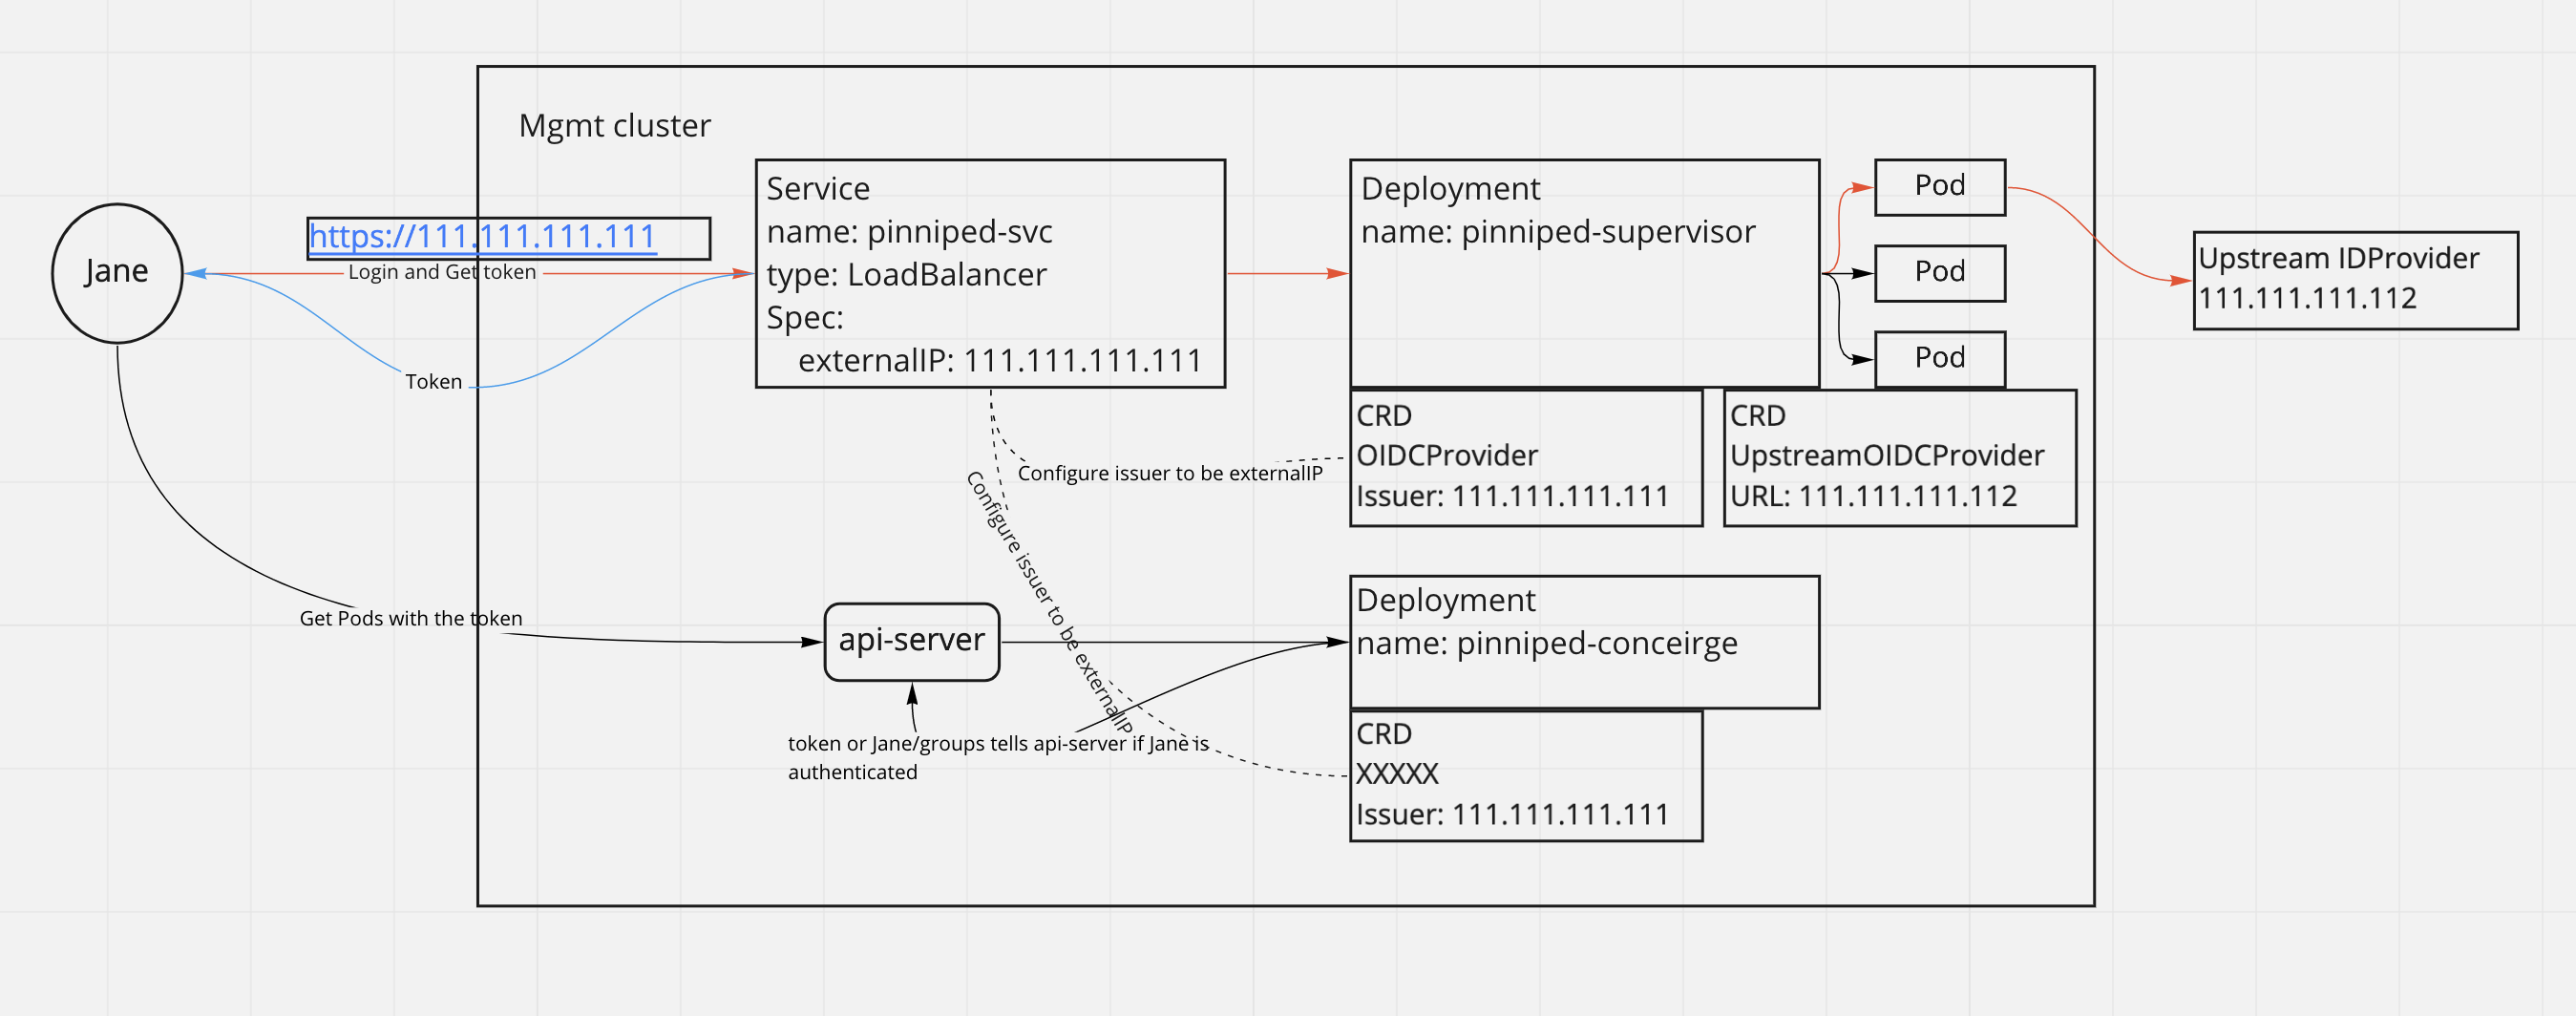 Mgmt cluster
Jane
https://111.111.111.111
Login and Get token
Token
Service
name: pinniped-svc
type: LoadBalancer
Spec:
externalIP: 111.111.111.111
Deployment
name: pinniped-supervisor
Pod
Pod
Pod
Upstream IDProvider
111.111.111.112
CRD
OIDCProvider
Issuer: 111.111.111.111
CRD
UpstreamOIDCProvider
URL: 111.111.111.112
Configure issuer to be externalIP
Configure issuer to be externalIP
Get Pods with the token
api-server
Deployment
name: pinniped-conceirge
token or Jane/groups tells api-server if Jane is
authenticated
CRD
XXXXX
Issuer: 111.111.111.111